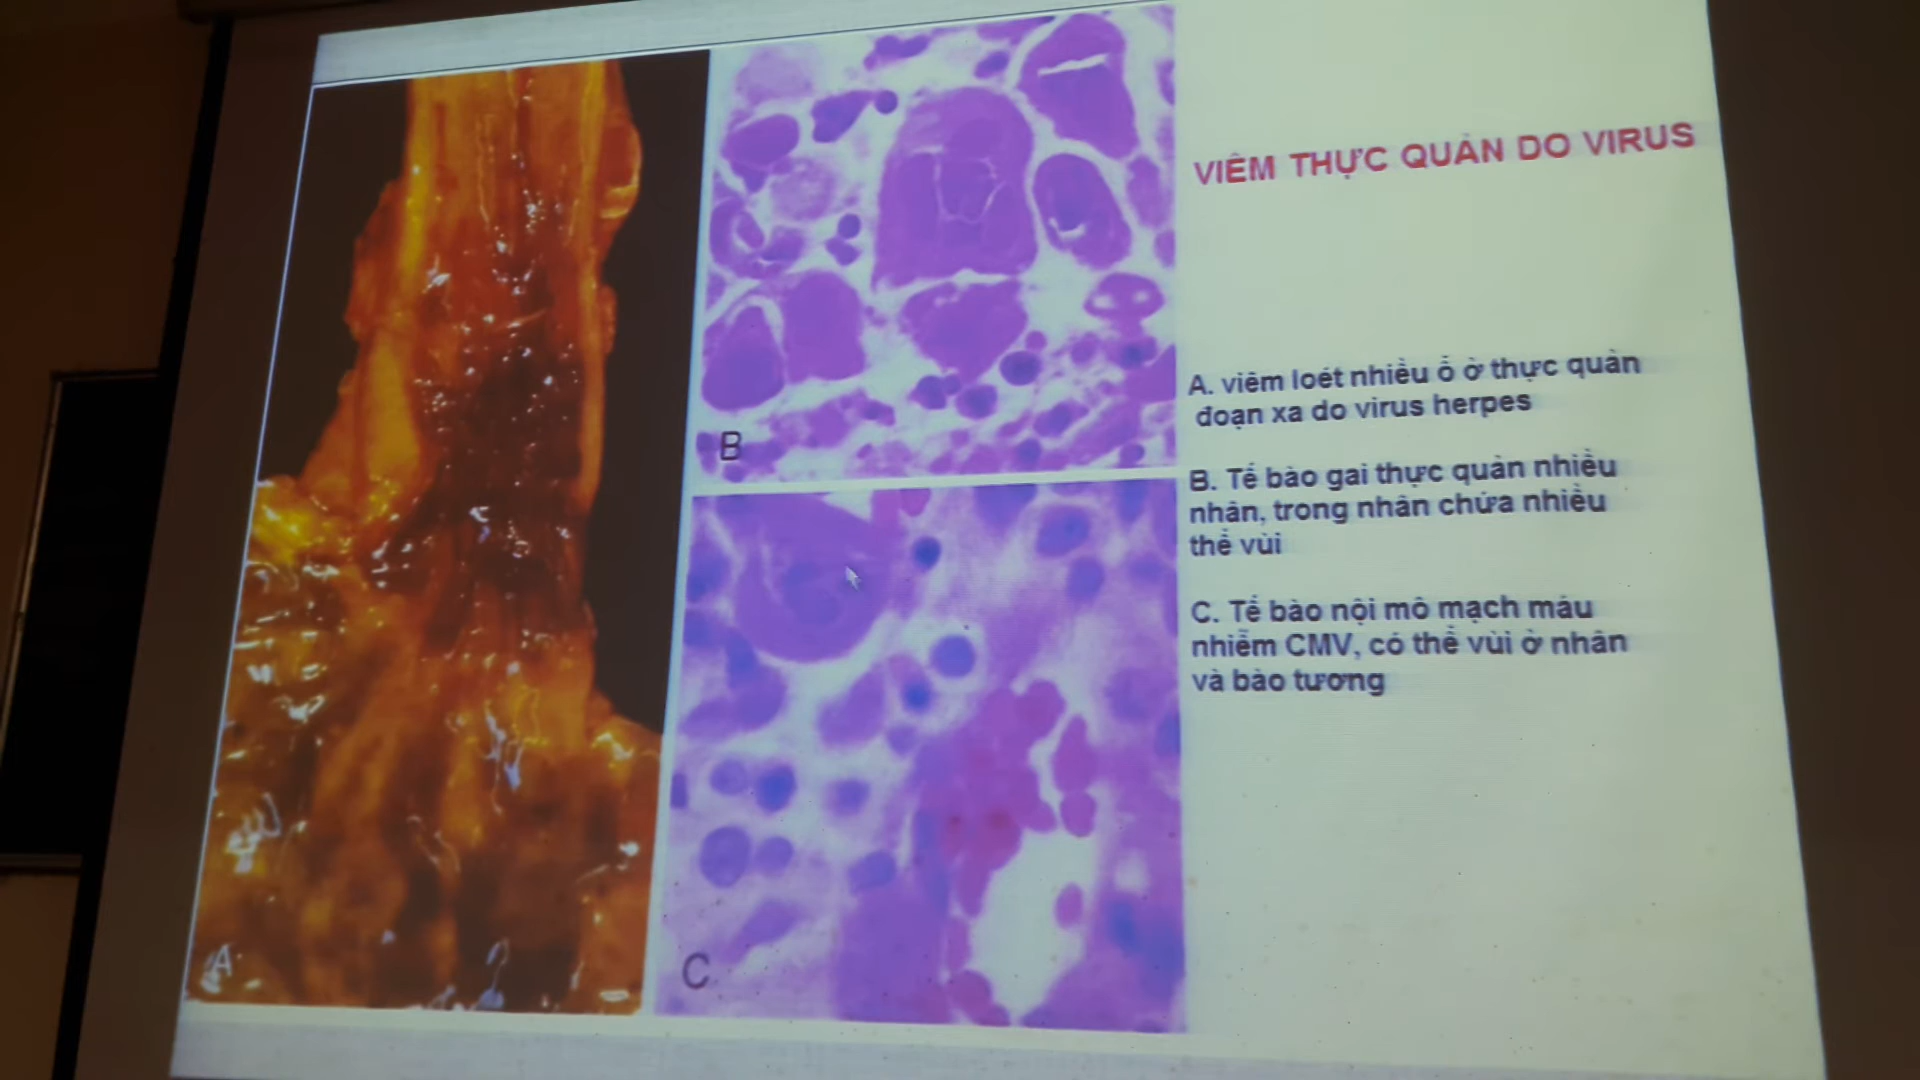 VIÊM THỰC QUẢN DO VIRUS
A. viêm loét nhiều ổ ở thực quản
đoạn xa do virus herpes
B. Tế bào gai thực quản nhiều
nhân, trong nhân chứa nhiều
thể vùi
C. Tế bào nội mô mạch máu
nhiễm CMV, có thể vùi ở nhân
và bào tương
A
B
C